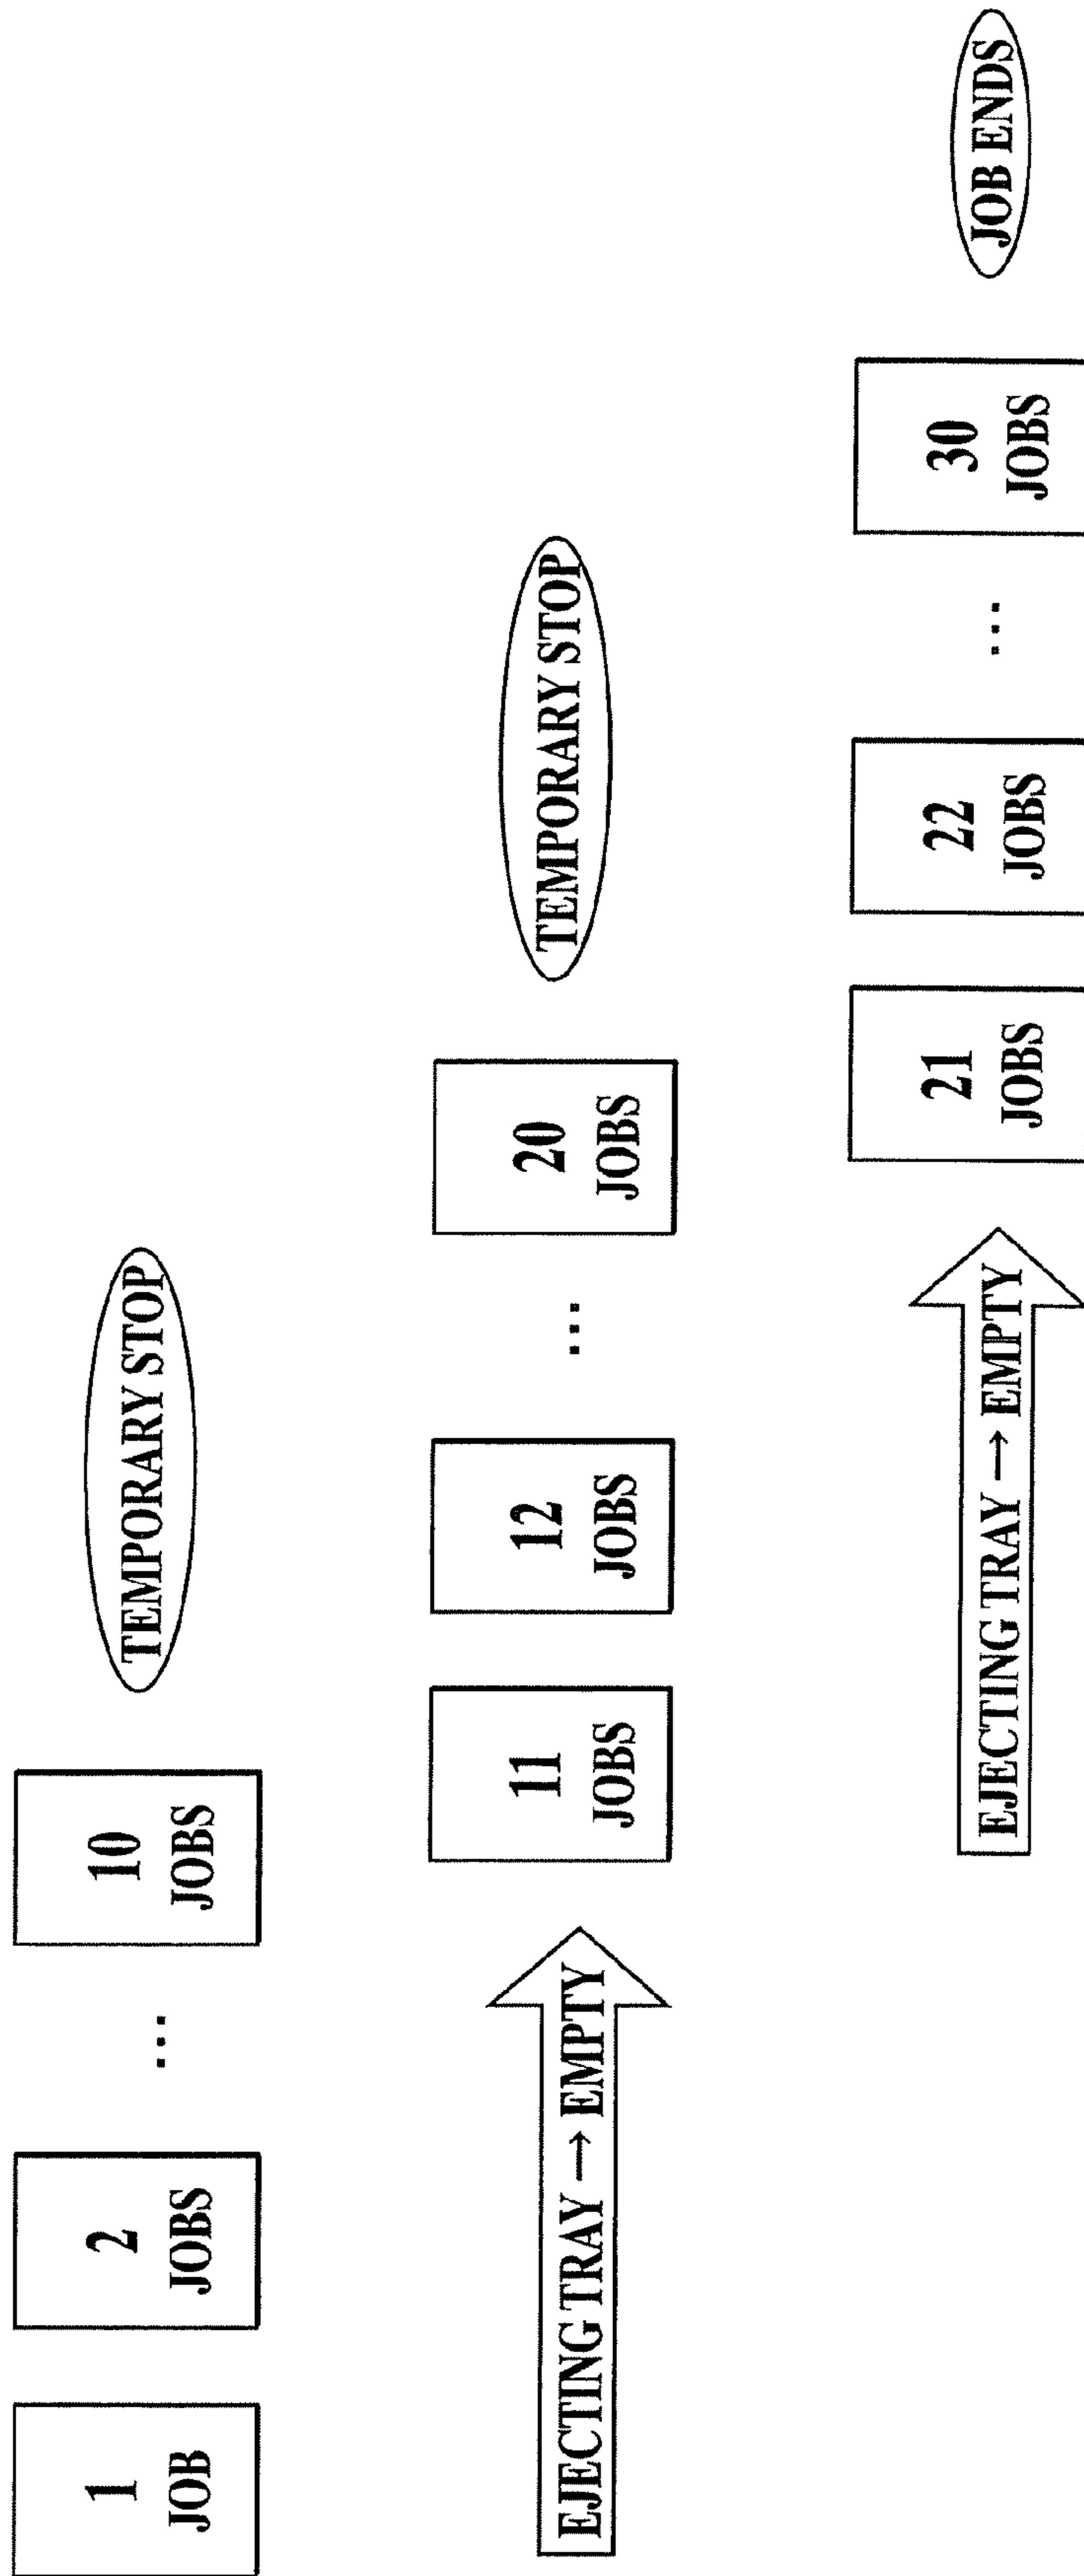 1
JOB
2
JOBS
...
10
JOBS
TEMPORARY STOP
EJECTING TRAY → EMPTY
11
JOBS
12
JOBS
...
20
JOBS
TEMPORARY STOP
EJECTING TRAY → EMPTY
21
JOBS
22
JOBS
...
30
JOBS
JOB ENDS